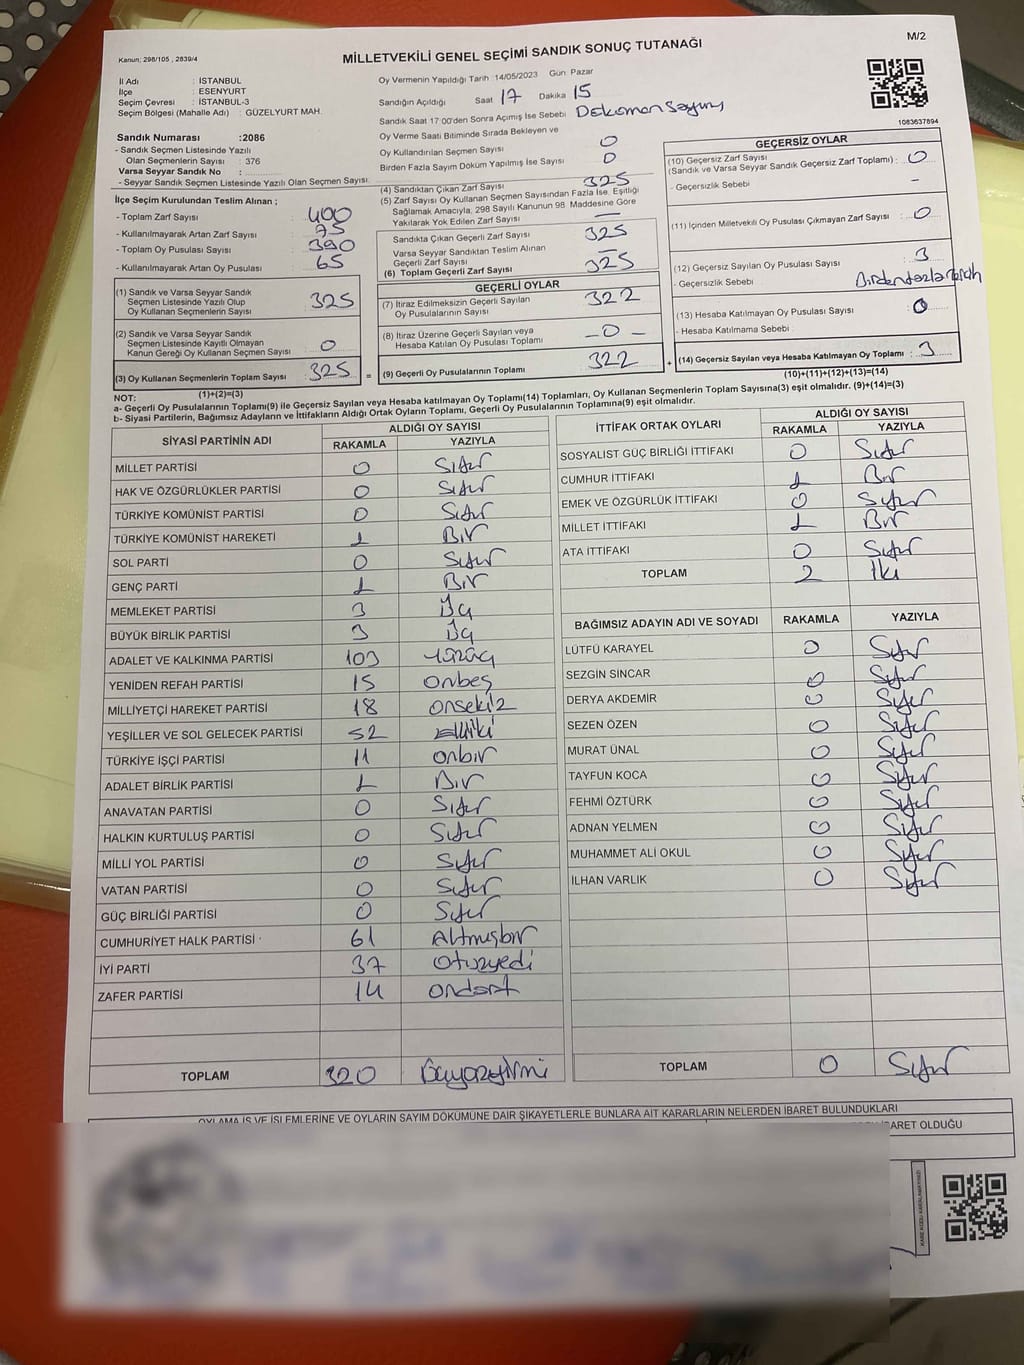 M/2
Kanun: 298/105 , 2839/4
MİLLETVEKİLİ GENEL SEÇİMİ SANDIK SONUÇ TUTANAĞI
1083637894
İl Adı : İSTANBUL
İlçe : ESENYURT
Seçim Çevresi : İSTANBUL-3
Seçim Bölgesi (Mahalle Adı) : GÜZELYURT MAH.
Oy Vermenin Yapıldığı Tarih 14/05/2023 Gün Pazar
Sandığın Açıldığı Saat 17 Dakika 15
Sandık Saat 17:00'den Sonra Açımış İse Sebebi Dökümansayımı
Oy Verme Saati Bitiminde Sırada Bekleyen ve
Oy Kullandırılan Seçmen Sayısı 0
Birden Fazla Sayım Döküm Yapılmış İse Sayısı 0
Sandık Numarası :2086
- Sandık Seçmen Listesinde Yazılı
Olan Seçmenlerin Sayısı : 376
Varsa Seyyar Sandık No :
- Seyyar Sandık Seçmen Listesinde Yazılı Olan Seçmen Sayısı:
İlçe Seçim Kurulundan Teslim Alınan ;
- Toplam Zarf Sayısı : 400
- Kullanılmayarak Artan Zarf Sayısı : 75
- Toplam Oy Pusulası Sayısı : 390
- Kullanılmayarak Artan Oy Pusulası : 65
(1) Sandık ve Varsa Seyyar Sandık
Seçmen Listesinde Yazılı Olup
Oy Kullanan Seçmenlerin Sayısı : 325
(2) Sandık ve Varsa Seyyar Sandık
Seçmen Listesinde Kayıtlı Olmayan
Kanun Gereği Oy Kullanan Seçmen Sayısı : 0
(3) Oy Kullanan Seçmenlerin Toplam Sayısı : 325
(1)+(2)=(3)
(4) Sandıktan Çıkan Zarf Sayısı 325
(5) Zarf Sayısı Oy Kullanan Seçmen Sayısından Fazla İse, Eşitliği
Sağlamak Amacıyla, 298 Sayılı Kanunun 98. Maddesine Göre
Yakılarak Yok Edilen Zarf Sayısı : —
Sandıkta Çıkan Geçerli Zarf Sayısı 325
Varsa Seyyar Sandıktan Teslim Alınan
Geçerli Zarf Sayısı
(6) Toplam Geçerli Zarf Sayısı 325
GEÇERLİ OYLAR
(7) İtiraz Edilmeksizin Geçerli Sayılan
Oy Pusulalarının Sayısı : 322
(8) İtiraz Üzerine Geçerli Sayılan veya
Hesaba Katılan Oy Pusulası Toplamı : -0-
(9) Geçerli Oy Pusulalarının Toplamı : 322
GEÇERSİZ OYLAR
(10) Geçersiz Zarf Sayısı
(Sandık ve Varsa Seyyar Sandık Geçersiz Zarf Toplamı) : 0
- Geçersizlik Sebebi : -
(11) İçinden Milletvekili Oy Pusulası Çıkmayan Zarf Sayısı : 0
(12) Geçersiz Sayılan Oy Pusulası Sayısı : 3
- Geçersizlik Sebebi : Birdenfazla tercih
(13) Hesaba Katılmayan Oy Pusulası Sayısı : 0
- Hesaba Katılmama Sebebi :
(14) Geçersiz Sayılan veya Hesaba Katılmayan Oy Toplamı : 3
(10)+(11)+(12)+(13)=(14)
NOT:
a- Geçerli Oy Pusulalarının Toplamı(9) ile Geçersiz Sayılan veya Hesaba katılmayan Oy Toplamı(14) Toplamları, Oy Kullanan Seçmenlerin Toplam Sayısına(3) eşit olmalıdır. (9)+(14)=(3)
b- Siyasi Partilerin, Bağımsız Adayların ve İttifakların Aldığı Ortak Oyların Toplamı, Geçerli Oy Pusulalarının Toplamına(9) eşit olmalıdır.
SİYASİ PARTİNİN ADI ALDIĞI OY SAYISI
RAKAMLA YAZIYLA
MİLLET PARTİSİ 0 Sıfır
HAK VE ÖZGÜRLÜKLER PARTİSİ 0 Sıfır
TÜRKİYE KOMÜNİST PARTİSİ 0 Sıfır
TÜRKİYE KOMÜNİST HAREKETİ 1 Bir
SOL PARTİ 0 Sıfır
GENÇ PARTİ 1 Bir
MEMLEKET PARTİSİ 3 Üç
BÜYÜK BİRLİK PARTİSİ 3 Üç
ADALET VE KALKINMA PARTİSİ 103 Yüzüç
YENİDEN REFAH PARTİSİ 15 Onbeş
MİLLİYETÇİ HAREKET PARTİSİ 18 Onsekiz
YEŞİLLER VE SOL GELECEK PARTİSİ 52 Elliiki
TÜRKİYE İŞÇİ PARTİSİ 11 Onbir
ADALET BİRLİK PARTİSİ 1 Bir
ANAVATAN PARTİSİ 0 Sıfır
HALKIN KURTULUŞ PARTİSİ 0 Sıfır
MİLLİ YOL PARTİSİ 0 Sıfır
VATAN PARTİSİ 0 Sıfır
GÜÇ BİRLİĞİ PARTİSİ 0 Sıfır
CUMHURİYET HALK PARTİSİ 61 Altmışbir
İYİ PARTİ 37 Otuzyedi
ZAFER PARTİSİ 14 Ondört
TOPLAM 320 Üçyüzyirmi
İTTİFAK ORTAK OYLARI ALDIĞI OY SAYISI
RAKAMLA YAZIYLA
SOSYALİST GÜÇ BİRLİĞİ İTTİFAKI 0 Sıfır
CUMHUR İTTİFAKI 1 Bir
EMEK VE ÖZGÜRLÜK İTTİFAKI 0 Sıfır
MİLLET İTTİFAKI 1 Bir
ATA İTTİFAKI 0 Sıfır
TOPLAM 2 İki
BAĞIMSIZ ADAYIN ADI VE SOYADI RAKAMLA YAZIYLA
LÜTFÜ KARAYEL 0 Sıfır
SEZGİN SİNCAR 0 Sıfır
DERYA AKDEMİR 0 Sıfır
SEZEN ÖZEN 0 Sıfır
MURAT ÜNAL 0 Sıfır
TAYFUN KOCA 0 Sıfır
FEHMİ ÖZTÜRK 0 Sıfır
ADNAN YELMEN 0 Sıfır
MUHAMMET ALİ OKUL 0 Sıfır
İLHAN VARLIK 0 Sıfır
TOPLAM 0 Sıfır
OYLAMA İŞ VE İŞLEMLERİNE VE OYLARIN SAYIM DÖKÜMÜNE DAİR ŞİKAYETLERLE BUNLARA AİT KARARLARIN NELERDEN İBARET BULUNDUKLARI
İBARET OLDUĞU